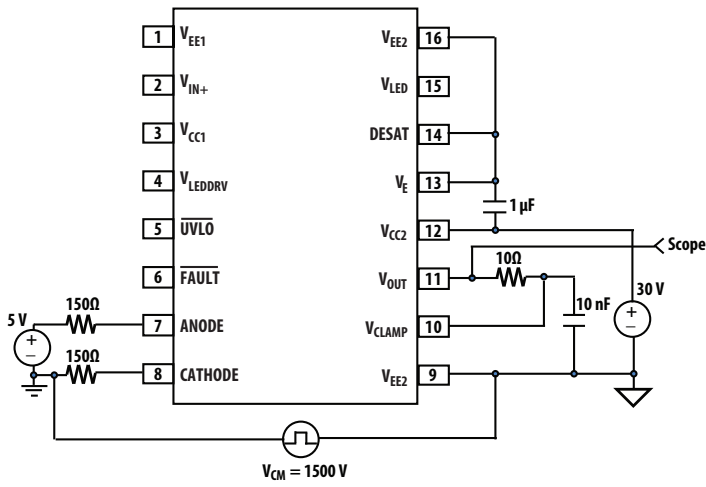 1 VEE1
VEE2 16
2 VIN+
VLED 15
3 VCC1
DESAT 14
4 VLEDDRV
VE 13
1 µF
5 UVLO
VCC2 12
Scope
10Ω
6 FAULT
VOUT 11
150Ω
30 V
10 nF
5 V
+
−
7 ANODE
VCLAMP 10
+
−
150Ω
8 CATHODE
VEE2 9
VCM = 1500 V